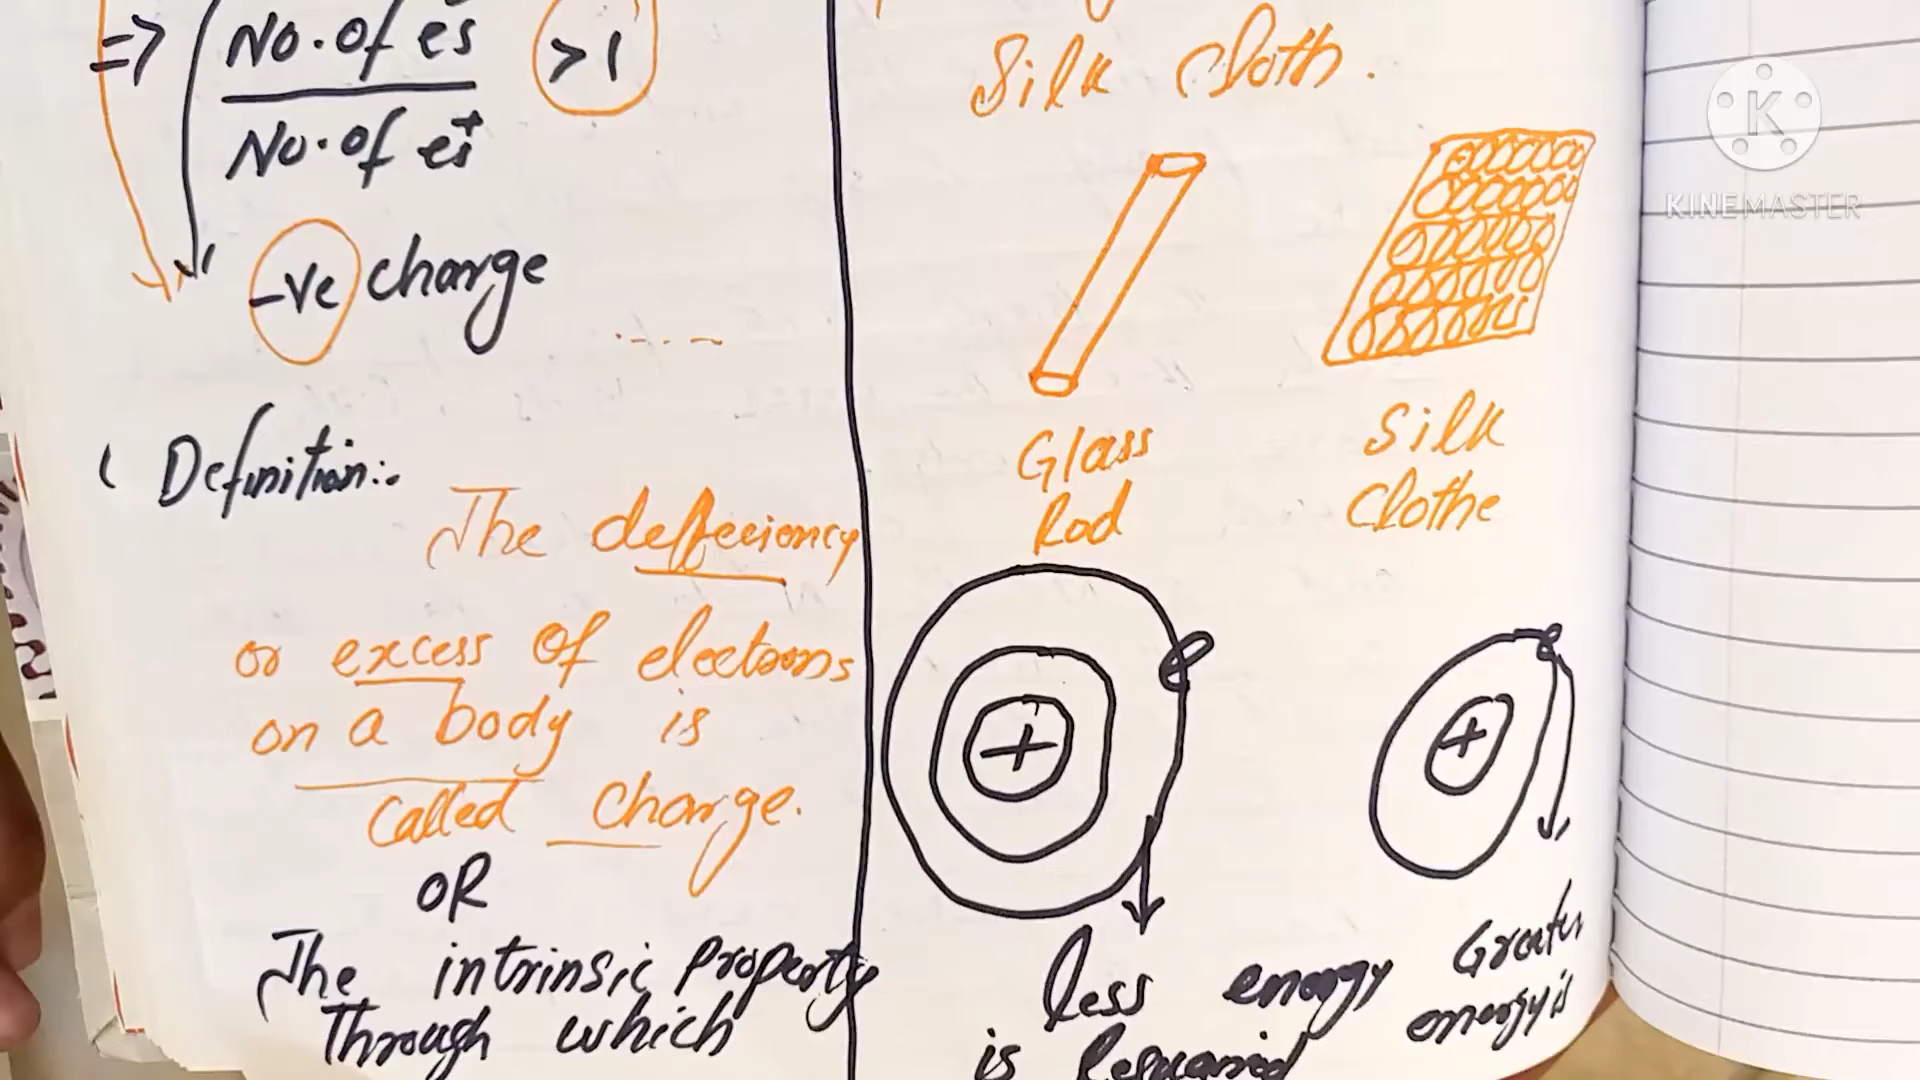 => No. of es⁻ >1
No. of es⁺
-ve charge
Definition:-
The deffeciency
or excess of electrons
on a body is
called charge.
OR
The intrinsic property
Through which
Silk Cloth.
Glass
Rod
Silk
Clothe
e
+
e
+
less energy
is Required
Greater
energy is
K
KINEMASTER